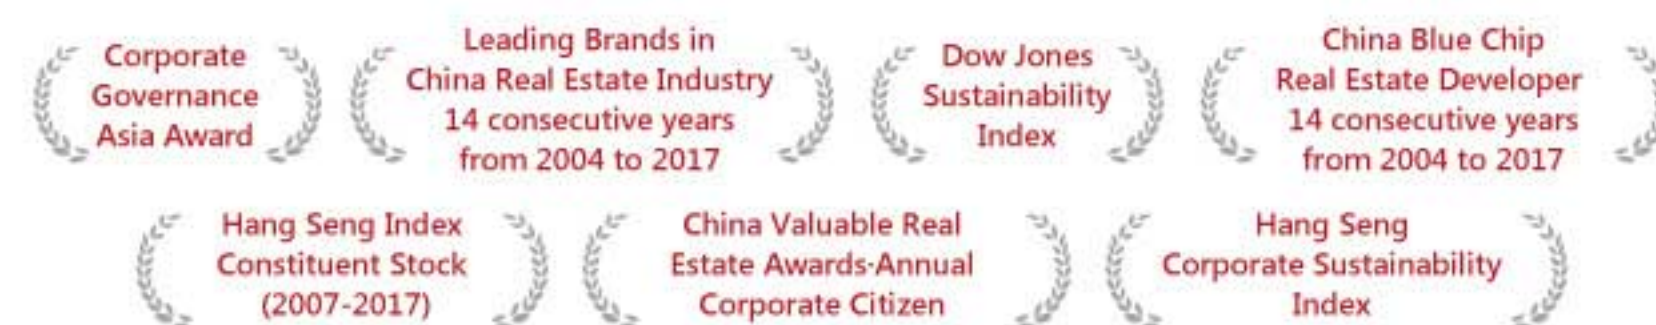 Corporate
Governance
Asia Award
Leading Brands in
China Real Estate Industry
14 consecutive years
from 2004 to 2017
Dow Jones
Sustainability
Index
China Blue Chip
Real Estate Developer
14 consecutive years
from 2004 to 2017
Hang Seng Index
Constituent Stock
(2007-2017)
China Valuable Real
Estate Awards-Annual
Corporate Citizen
Hang Seng
Corporate Sustainability
Index